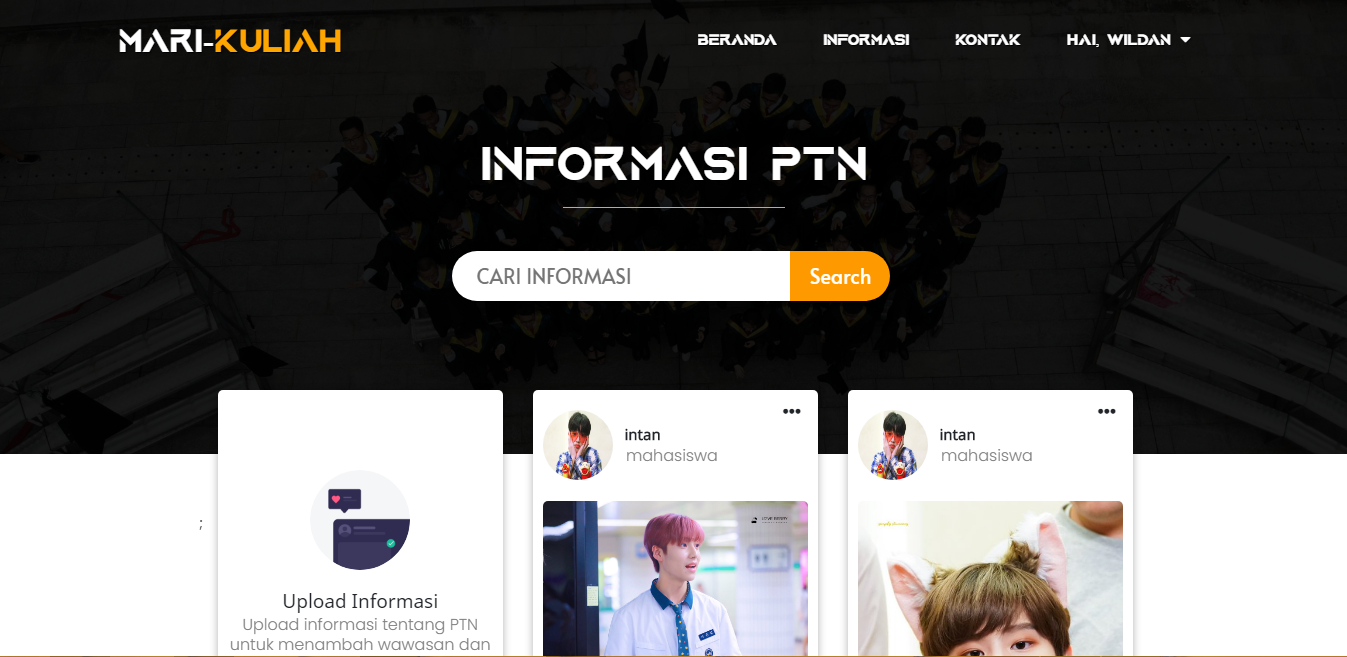 MARI-KULIAH
BERANDA INFORMASI KONTAK HAI, WILDAN
INFORMASI PTN
CARI INFORMASI Search
••• •••
intan intan
mahasiswa mahasiswa
;
Upload Informasi
Upload informasi tentang PTN
untuk menambah wawasan dan